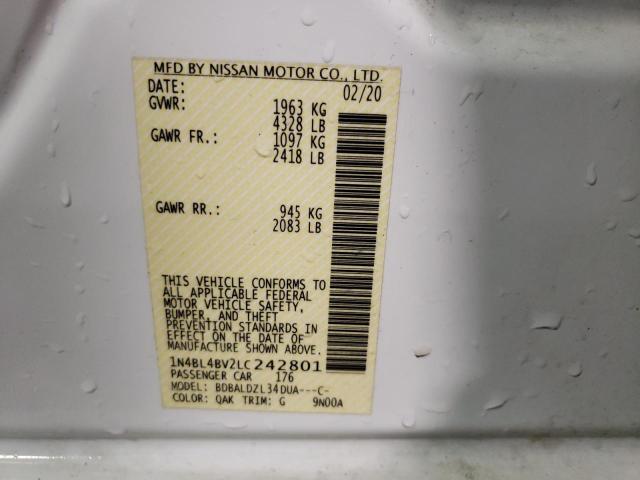 MFD BY NISSAN MOTOR CO., LTD.
DATE: 02/20
GVWR: 1963 KG
4328 LB
GAWR FR.: 1097 KG
2418 LB
GAWR RR.: 945 KG
2083 LB
THIS VEHICLE CONFORMS TO
ALL APPLICABLE FEDERAL
MOTOR VEHICLE SAFETY,
BUMPER, AND THEFT
PREVENTION STANDARDS IN
EFFECT ON THE DATE OF
MANUFACTURE SHOWN ABOVE.
1N4BL4BV2LC242801
PASSENGER CAR 176
MODEL: BDBALDZL34DUA---C-
COLOR: QAK TRIM: G 9N00A